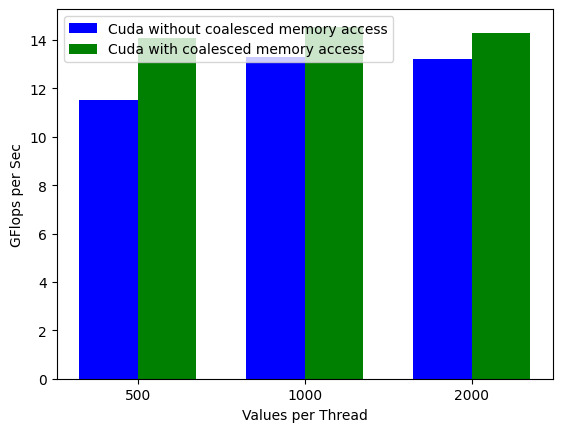 Cuda without coalesced memory access
Cuda with coalesced memory access
14
12
10
8
6
4
2
0
GFlops per Sec
500 1000 2000
Values per Thread